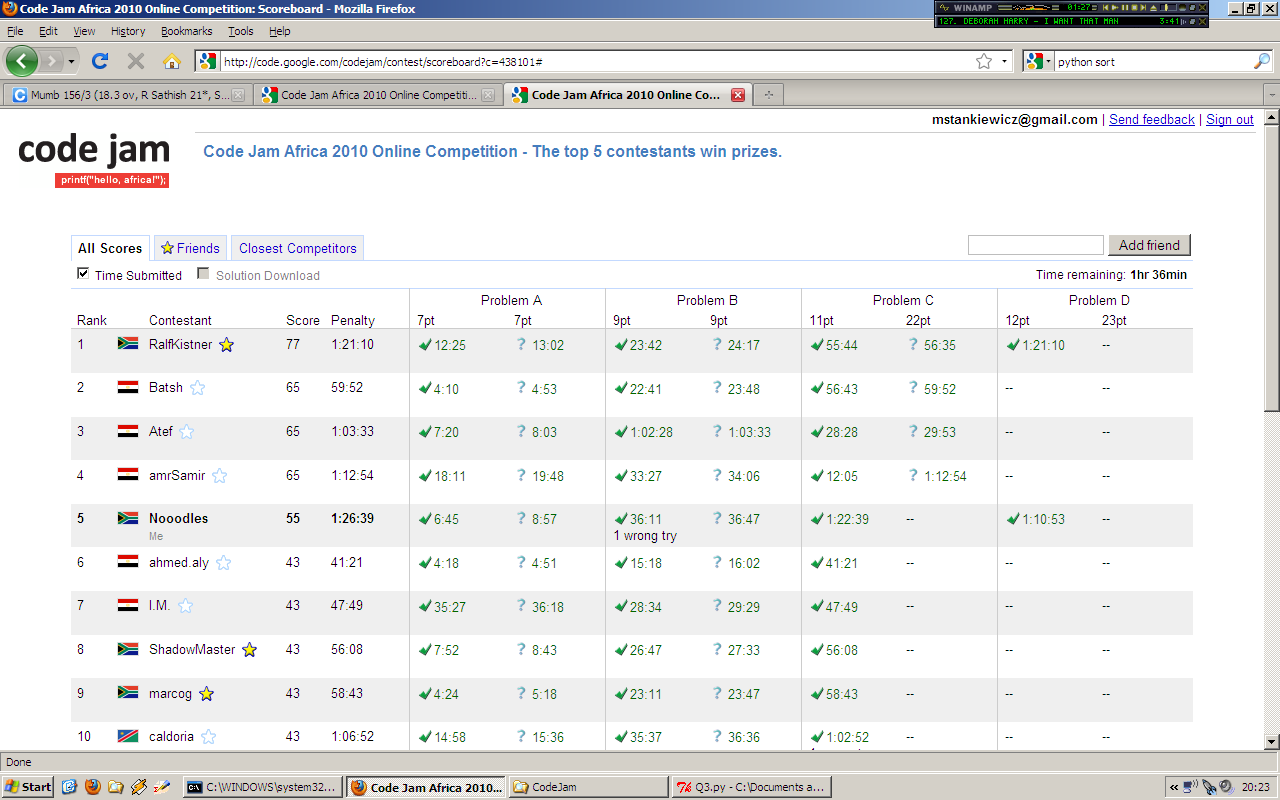 Code Jam Africa 2010 Online Competition: Scoreboard - Mozilla Firefox
WINAMP 01:27
127. DEBORAH HARRY - I WANT THAT MAN 3:41
File Edit View History Bookmarks Tools Help
http://code.google.com/codejam/contest/scoreboard?c=438101#
python sort
Mumb 156/3 (18.3 ov, R Sathish 21*, S...
Code Jam Africa 2010 Online Competiti...
Code Jam Africa 2010 Online Co...
mstankiewicz@gmail.com | Send feedback | Sign out
code jam
printf("hello, africa!");
Code Jam Africa 2010 Online Competition - The top 5 contestants win prizes.
All Scores Friends Closest Competitors
Add friend
Time Submitted Solution Download
Time remaining: 1hr 36min
Problem A Problem B Problem C Problem D
Rank Contestant Score Penalty 7pt 7pt 9pt 9pt 11pt 22pt 12pt 23pt
1 RalfKistner 77 1:21:10 12:25 ? 13:02 23:42 ? 24:17 55:44 ? 56:35 1:21:10 --
2 Batsh 65 59:52 4:10 ? 4:53 22:41 ? 23:48 56:43 ? 59:52 -- --
3 Atef 65 1:03:33 7:20 ? 8:03 1:02:28 ? 1:03:33 28:28 ? 29:53 -- --
4 amrSamir 65 1:12:54 18:11 ? 19:48 33:27 ? 34:06 12:05 ? 1:12:54 -- --
5 Nooodles 55 1:26:39 6:45 ? 8:57 36:11 ? 36:47 1:22:39 -- 1:10:53 --
Me 1 wrong try
6 ahmed.aly 43 41:21 4:18 ? 4:51 15:18 ? 16:02 41:21 -- -- --
7 I.M. 43 47:49 35:27 ? 36:18 28:34 ? 29:29 47:49 -- -- --
8 ShadowMaster 43 56:08 7:52 ? 8:43 26:47 ? 27:33 56:08 -- -- --
9 marcog 43 58:43 4:24 ? 5:18 23:11 ? 23:47 58:43 -- -- --
10 caldoria 43 1:06:52 14:58 ? 15:36 35:37 ? 36:36 1:02:52 -- -- --
Done
Start
C:\WINDOWS\system32...
Code Jam Africa 2010...
CodeJam
Q3.py - C:\Documents a...
20:23